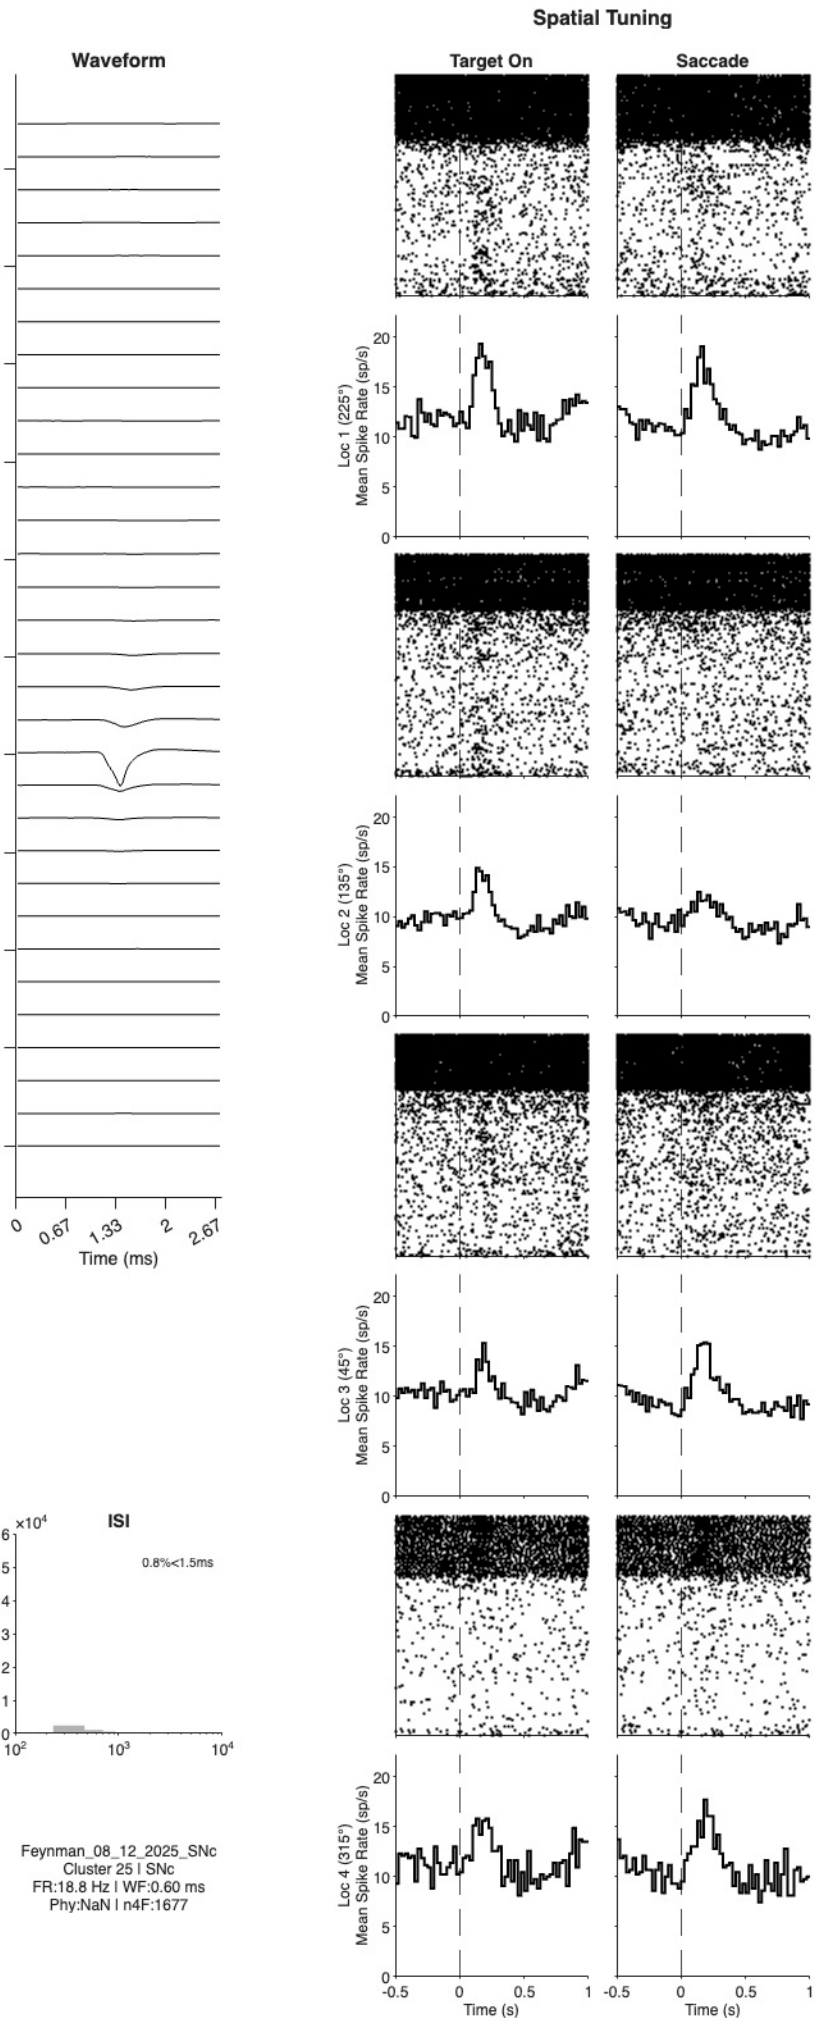 Spatial Tuning
Waveform
Target On
Saccade
20
15
10
5
0
Loc 1 (225°)
Mean Spike Rate (sp/s)
20
15
10
5
0
Loc 2 (135°)
Mean Spike Rate (sp/s)
0
0.67
1.33
2
2.67
Time (ms)
20
15
10
5
0
Loc 3 (45°)
Mean Spike Rate (sp/s)
×10⁴
ISI
6
5
4
3
2
1
0
0.8%<1.5ms
10²
10³
10⁴
20
15
10
5
0
Loc 4 (315°)
Mean Spike Rate (sp/s)
Feynman_08_12_2025_SNc
Cluster 25 | SNc
FR:18.8 Hz | WF:0.60 ms
Phy:NaN | n4F:1677
-0.5
0
0.5
1
Time (s)
-0.5
0
0.5
1
Time (s)